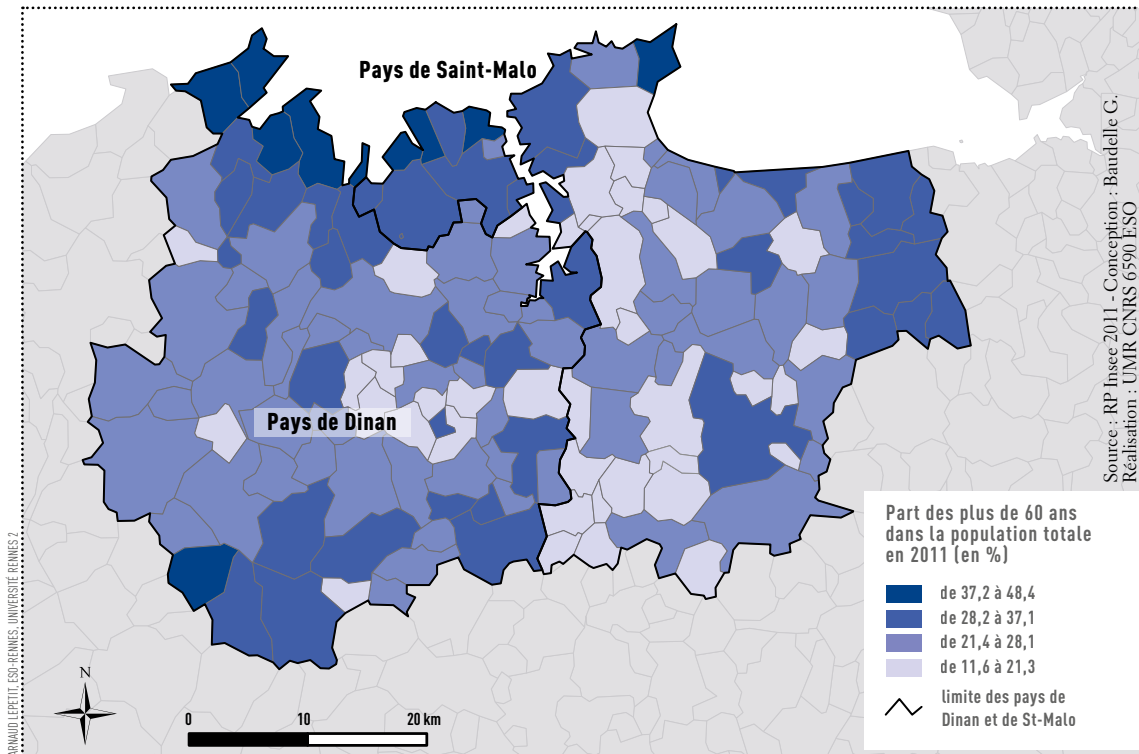 Pays de Saint-Malo
Pays de Dinan
Source : RP Insee 2011 - Conception : Baudelle G.
Réalisation : UMR CNRS 6590 ESO
Part des plus de 60 ans
dans la population totale
en 2011 (en %)
de 37,2 à 48,4
de 28,2 à 37,1
de 21,4 à 28,1
de 11,6 à 21,3
limite des pays de
Dinan et de St-Malo
N
0 10 20 km
ARNAUD LEPETIT, ESO-RENNES, UNIVERSITÉ RENNES 2